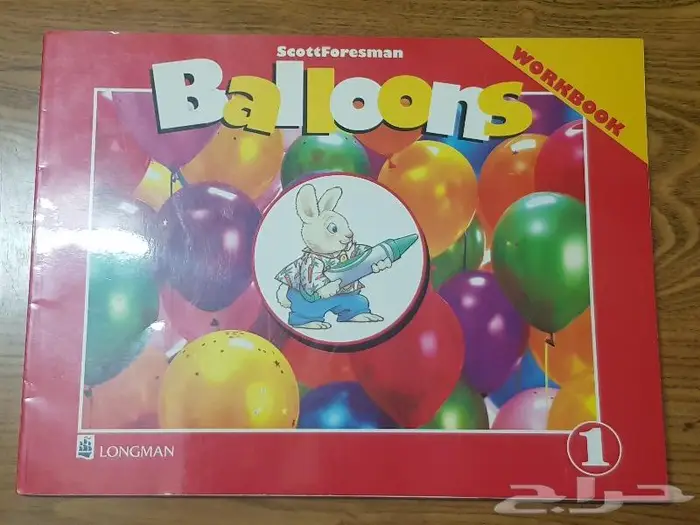 ScottForesman
Balloons
WORKBOOK
LONGMAN
1
حراج